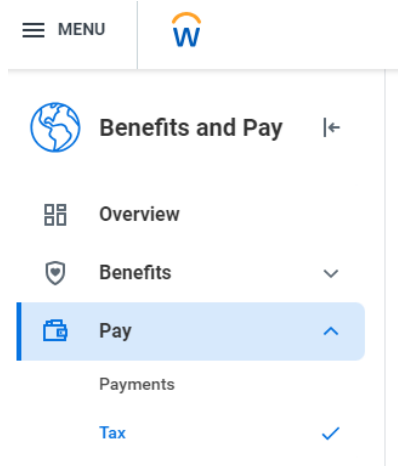 MENU
W
Benefits and Pay
Overview
Benefits
Pay
Payments
Tax